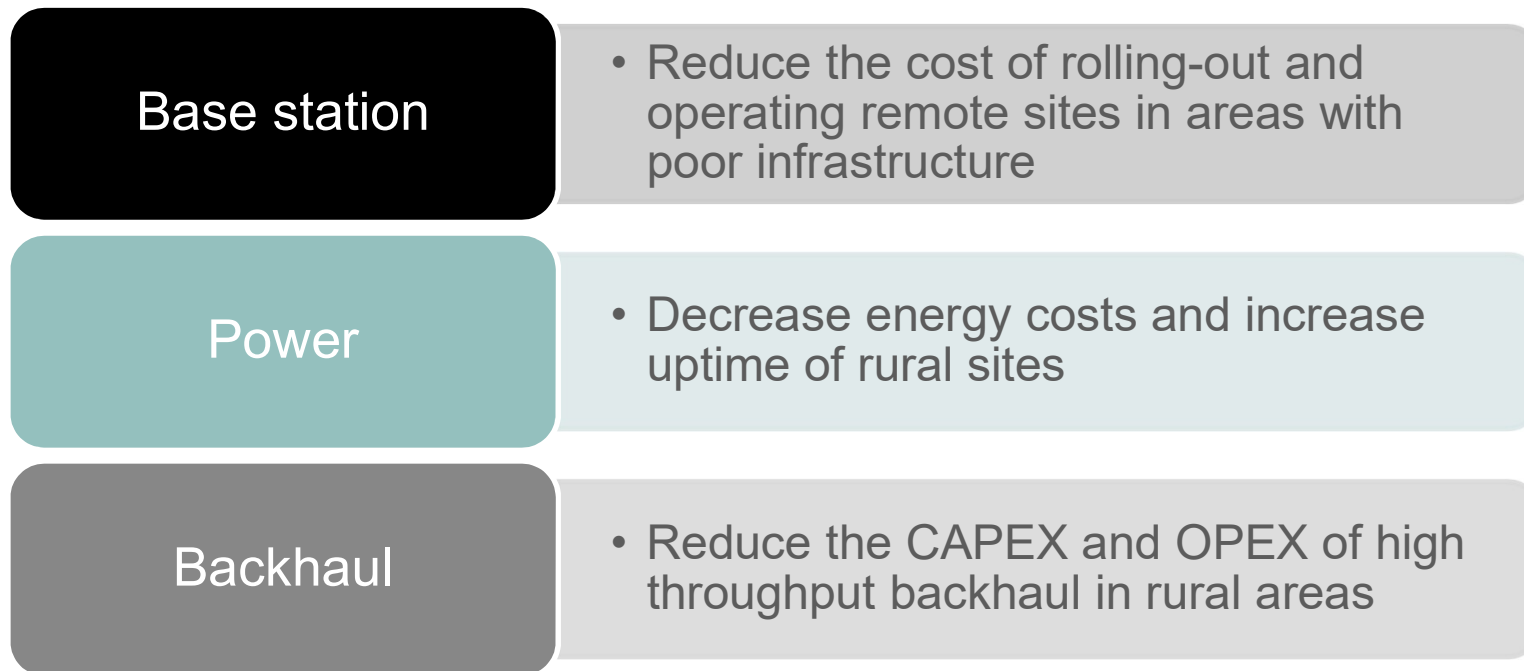 Base station
• Reduce the cost of rolling-out and
operating remote sites in areas with
poor infrastructure
Power
• Decrease energy costs and increase
uptime of rural sites
Backhaul
• Reduce the CAPEX and OPEX of high
throughput backhaul in rural areas